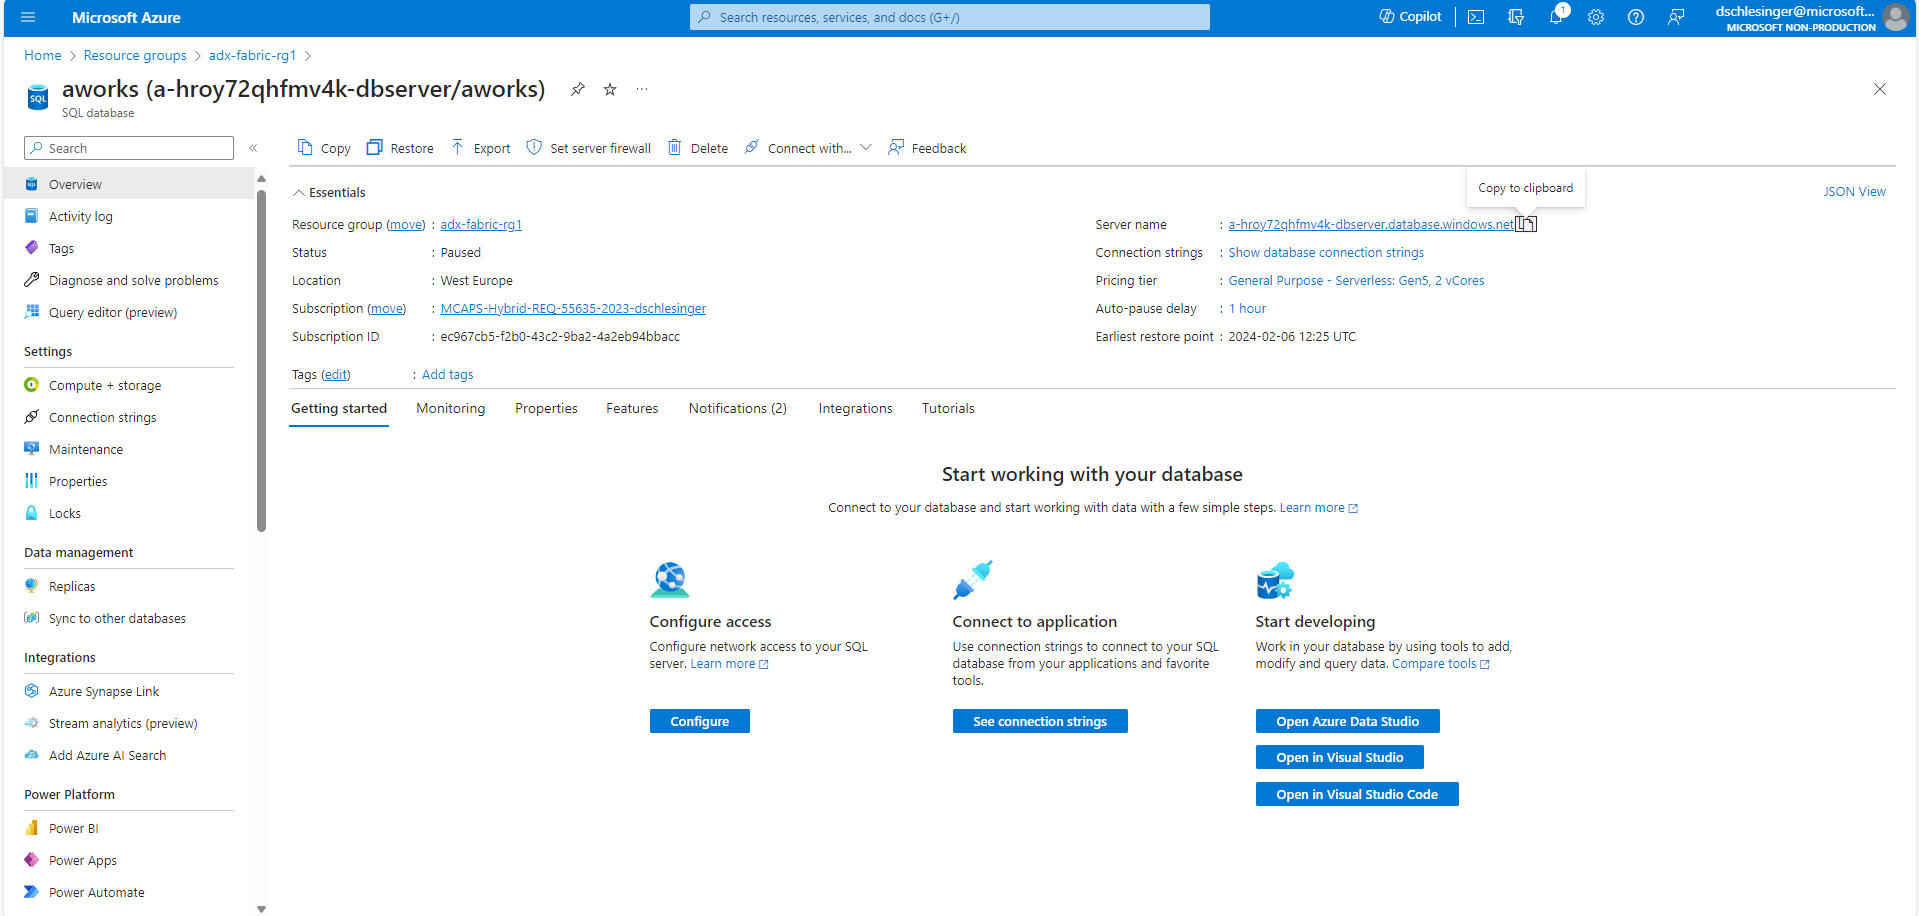 Microsoft Azure
Search resources, services, and docs (G+/)
Copilot
1
dschlesinger@microsoft...
MICROSOFT NON-PRODUCTION
Home > Resource groups > adx-fabric-rg1 >
SQL
aworks (a-hroy72qhfmv4k-dbserver/aworks)
SQL database
Search
Copy Restore Export Set server firewall Delete Connect with... Feedback
Overview
Activity log
Tags
Diagnose and solve problems
Query editor (preview)
Settings
Compute + storage
Connection strings
Maintenance
Properties
Locks
Data management
Replicas
Sync to other databases
Integrations
Azure Synapse Link
Stream analytics (preview)
Add Azure AI Search
Power Platform
Power BI
Power Apps
Power Automate
Essentials
Copy to clipboard
JSON View
Resource group (move) : adx-fabric-rg1
Status : Paused
Location : West Europe
Subscription (move) : MCAPS-Hybrid-REQ-55635-2023-dschlesinger
Subscription ID : ec967cb5-f2b0-43c2-9ba2-4a2eb94bbacc
Server name : a-hroy72qhfmv4k-dbserver.database.windows.net
Connection strings : Show database connection strings
Pricing tier : General Purpose - Serverless: Gen5, 2 vCores
Auto-pause delay : 1 hour
Earliest restore point : 2024-02-06 12:25 UTC
Tags (edit) : Add tags
Getting started Monitoring Properties Features Notifications (2) Integrations Tutorials
Start working with your database
Connect to your database and start working with data with a few simple steps. Learn more
Configure access
Configure network access to your SQL
server. Learn more
Configure
Connect to application
Use connection strings to connect to your SQL
database from your applications and favorite
tools.
See connection strings
Start developing
Work in your database by using tools to add,
modify and query data. Compare tools
Open Azure Data Studio
Open in Visual Studio
Open in Visual Studio Code